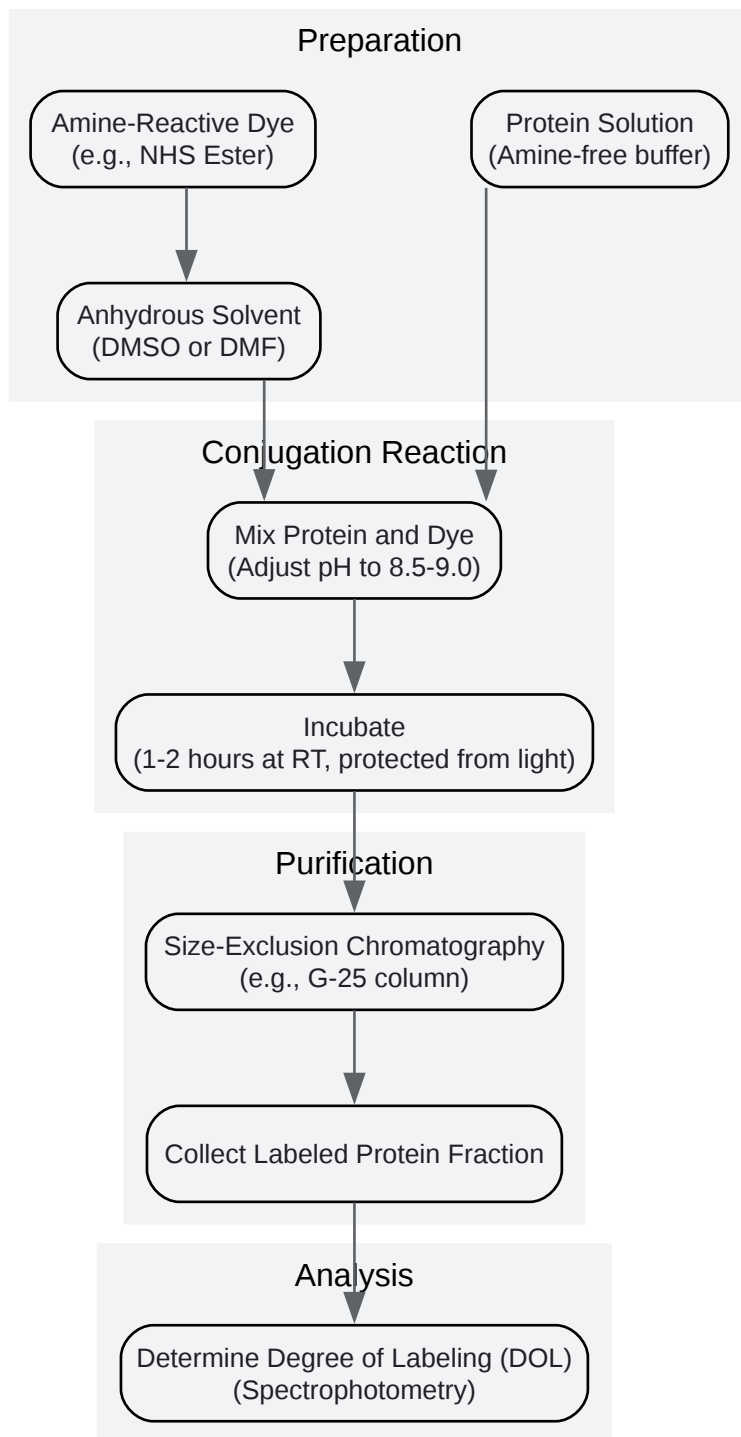 Preparation
Amine-Reactive Dye
(e.g., NHS Ester)
Protein Solution
(Amine-free buffer)
Anhydrous Solvent
(DMSO or DMF)
Conjugation Reaction
Mix Protein and Dye
(Adjust pH to 8.5-9.0)
Incubate
(1-2 hours at RT, protected from light)
Purification
Size-Exclusion Chromatography
(e.g., G-25 column)
Collect Labeled Protein Fraction
Analysis
Determine Degree of Labeling (DOL)
(Spectrophotometry)